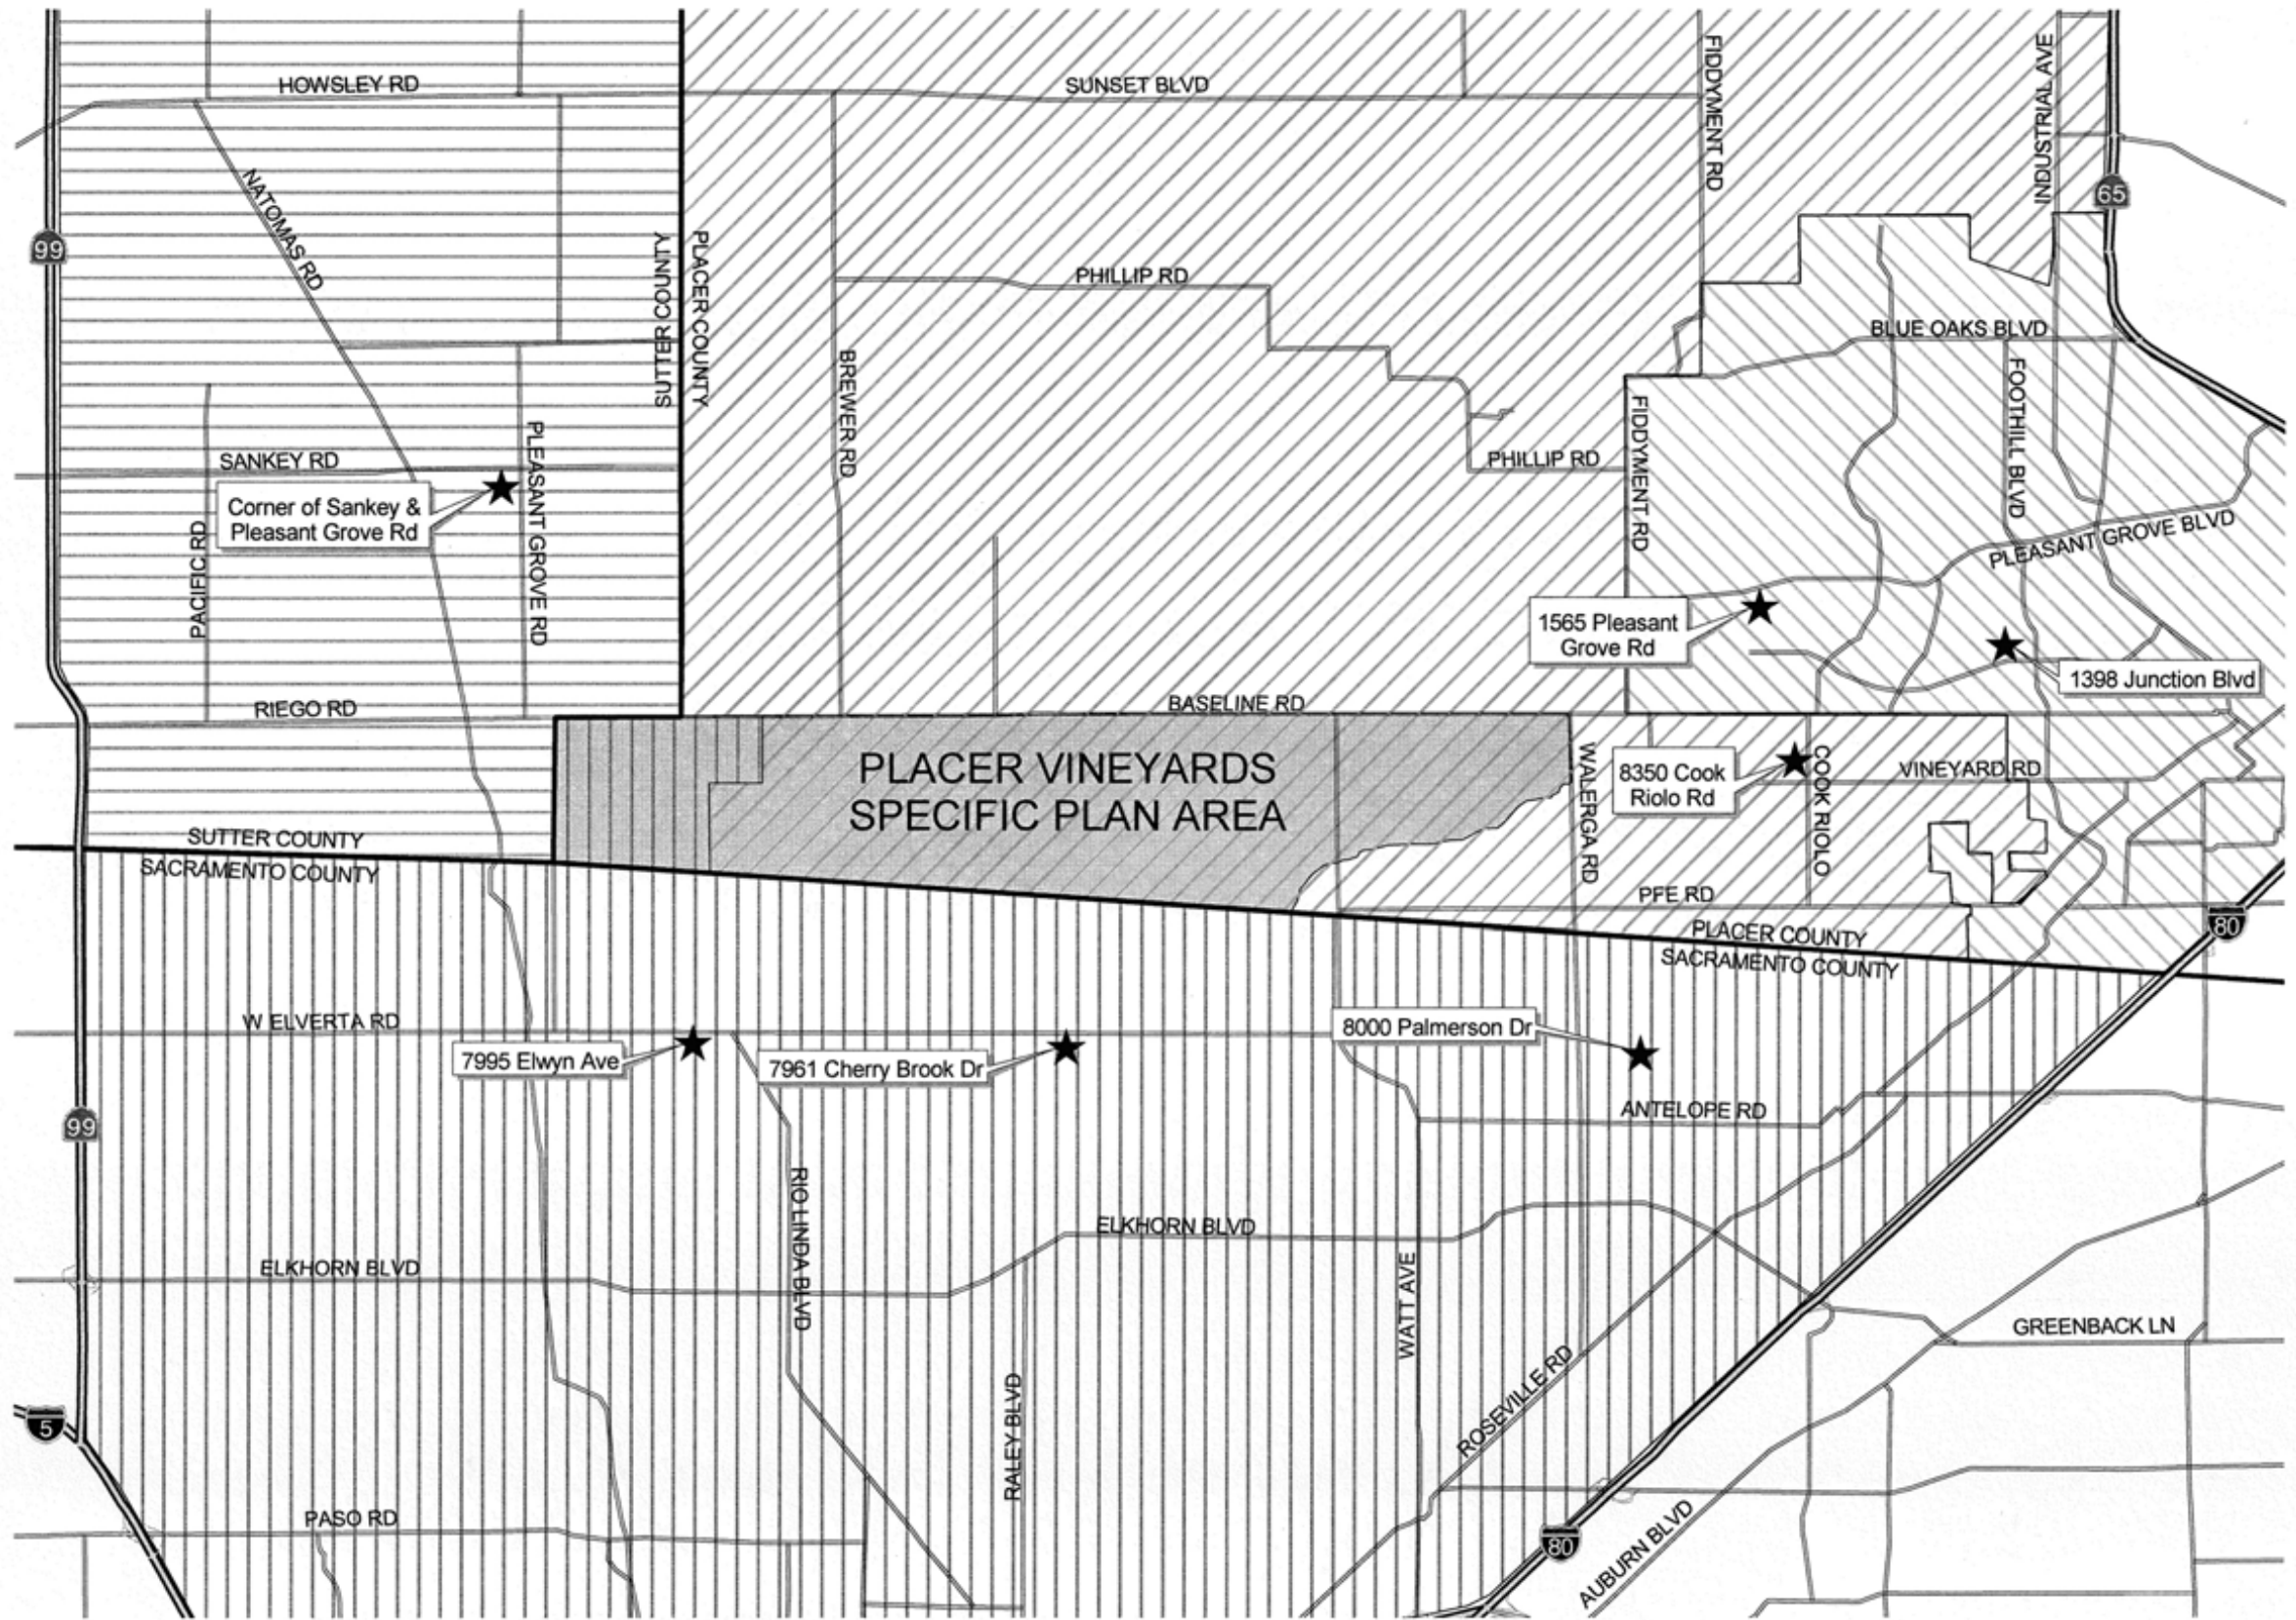 HOWSLEY RD
SUNSET BLVD
FIDDYMENT RD
INDUSTRIAL AVE
65
99
NATOMAS RD
SUTTER COUNTY
PLACER COUNTY
PHILLIP RD
BLUE OAKS BLVD
BREWER RD
FOOTHILL BLVD
FIDDYMENT RD
PHILLIP RD
SANKEY RD
PLEASANT GROVE RD
Corner of Sankey &
Pleasant Grove Rd
PACIFIC RD
PLEASANT GROVE BLVD
1565 Pleasant
Grove Rd
1398 Junction Blvd
RIEGO RD
BASELINE RD
PLACER VINEYARDS
SPECIFIC PLAN AREA
WALERGA RD
8350 Cook
Riolo Rd
COOK RIOLO
VINEYARD RD
SUTTER COUNTY
SACRAMENTO COUNTY
PFE RD
PLACER COUNTY
SACRAMENTO COUNTY
80
W ELVERTA RD
7995 Elwyn Ave
7961 Cherry Brook Dr
8000 Palmerson Dr
99
ANTELOPE RD
RIO LINDA BLVD
ELKHORN BLVD
ELKHORN BLVD
WATT AVE
GREENBACK LN
ROSEVILLE RD
RALEY BLVD
5
PASO RD
80
AUBURN BLVD